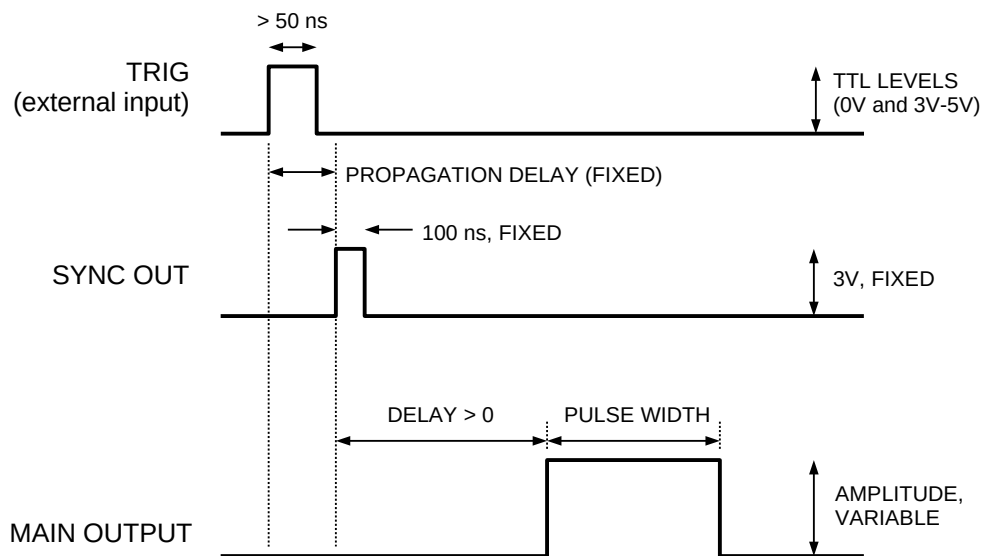 > 50 ns
TRIG
(external input)
TTL LEVELS
(0V and 3V-5V)
PROPAGATION DELAY (FIXED)
100 ns, FIXED
SYNC OUT
3V, FIXED
DELAY > 0
PULSE WIDTH
MAIN OUTPUT
AMPLITUDE,
VARIABLE